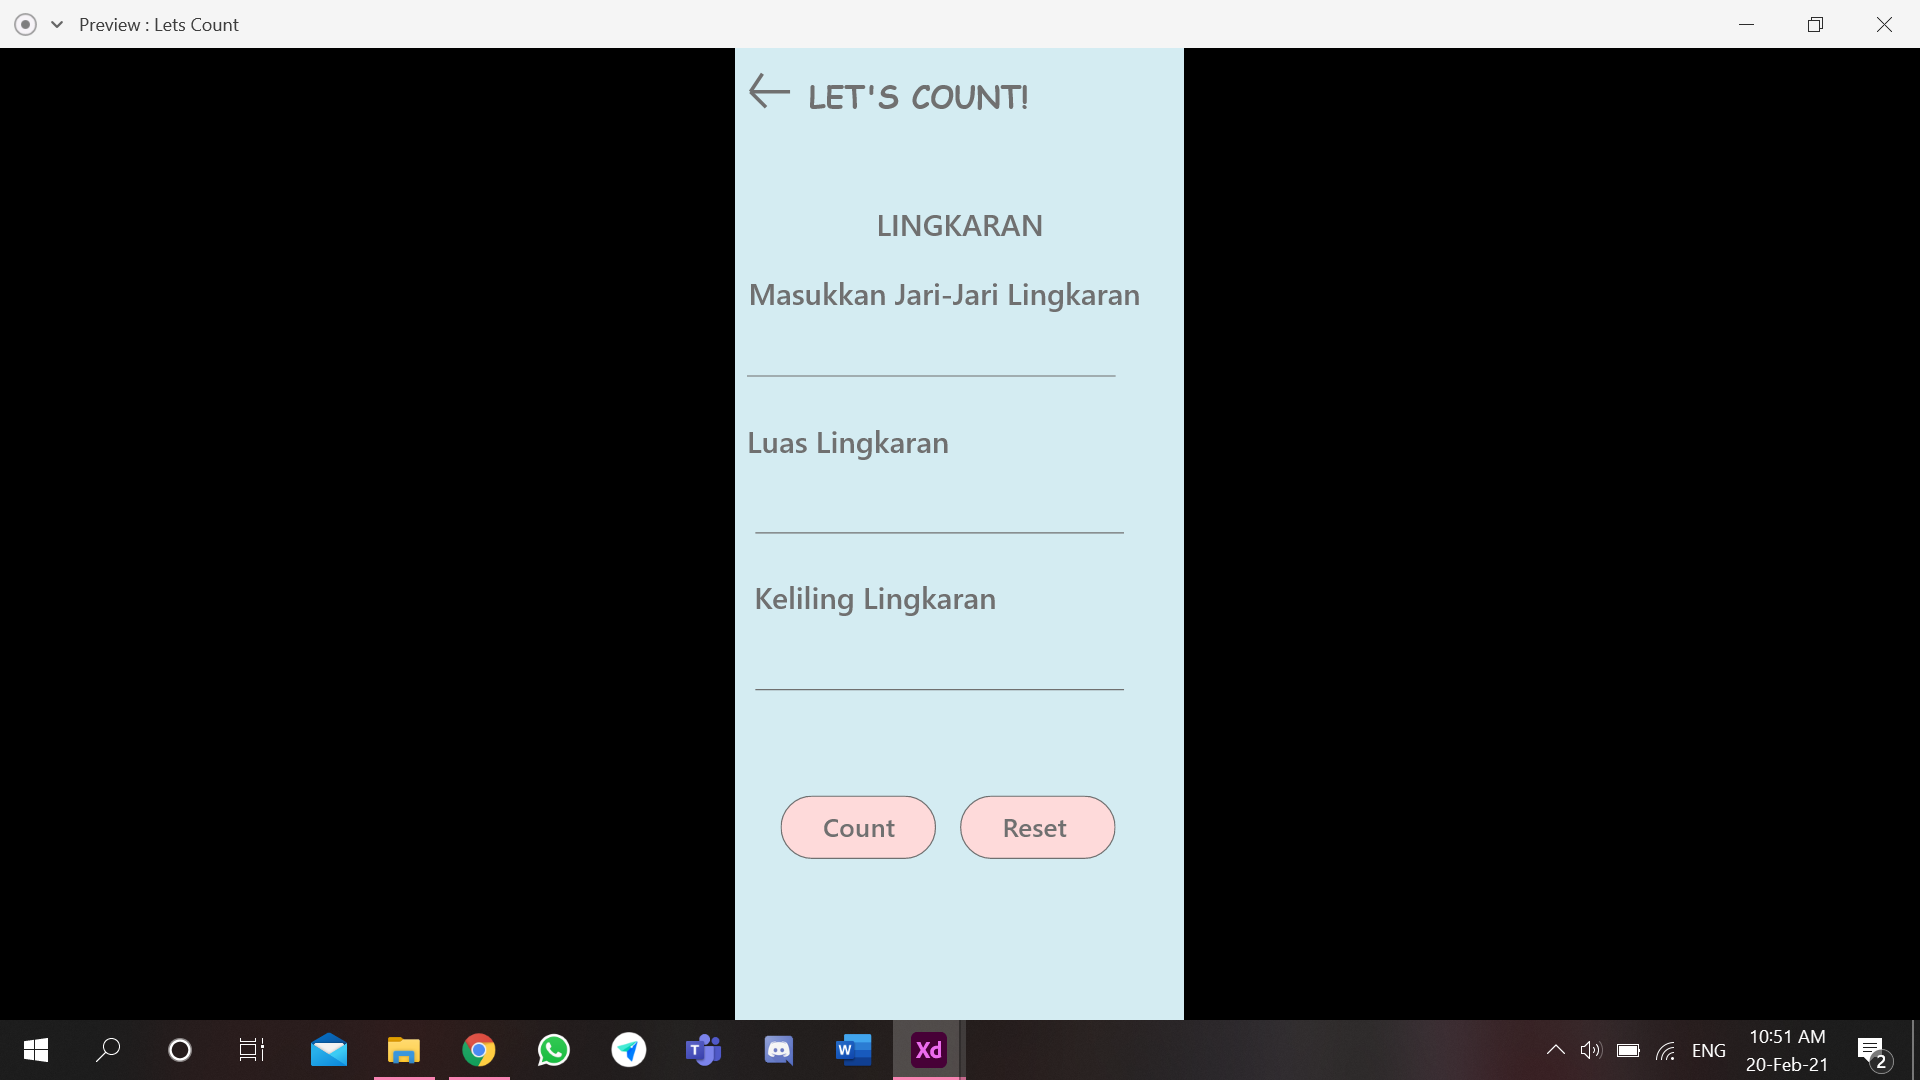 Preview : Lets Count
LET'S COUNT!
LINGKARAN
Masukkan Jari-Jari Lingkaran
Luas Lingkaran
Keliling Lingkaran
Count Reset
T
W
Xd
ENG
10:51 AM
20-Feb-21
2